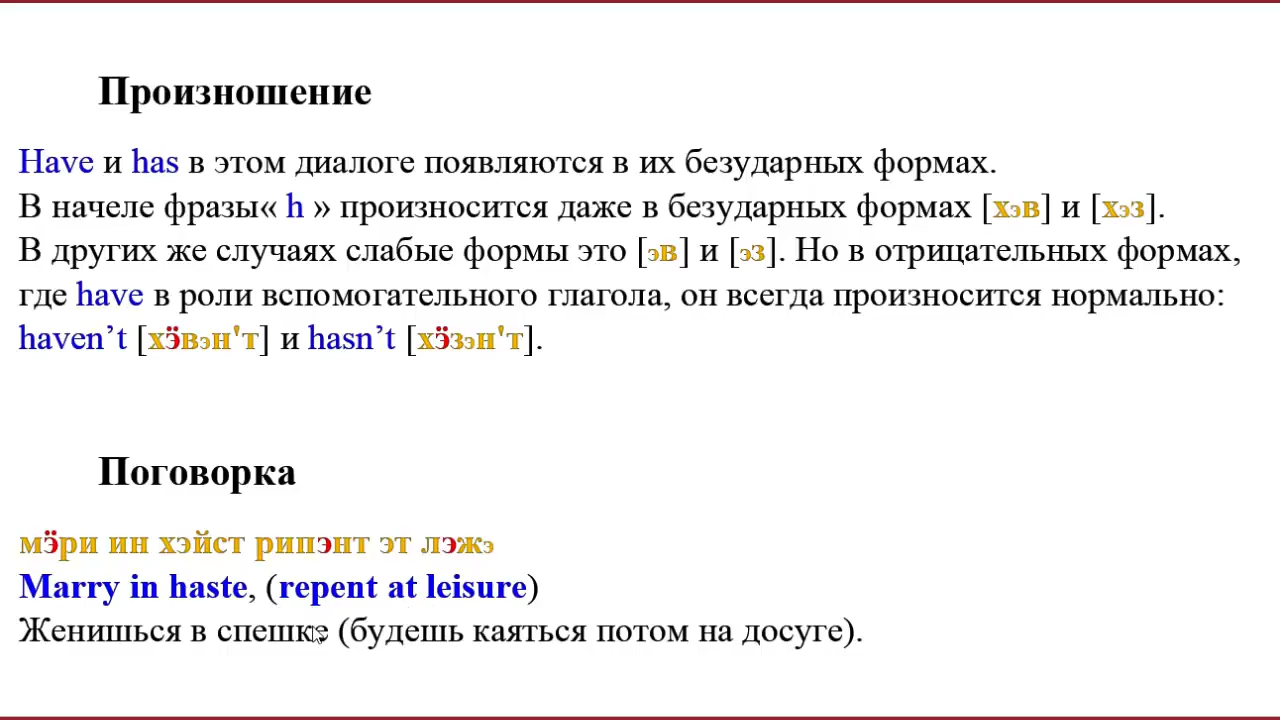 Произношение
Have и has в этом диалоге появляются в их безударных формах.
В начеле фразы« h » произносится даже в безударных формах [хэв] и [хэз].
В других же случаях слабые формы это [эв] и [эз]. Но в отрицательных формах,
где have в роли вспомогательного глагола, он всегда произносится нормально:
haven’t [хӭвэн'т] и hasn’t [хӭзэн'т].
Поговорка
мӭри ин хэйст рипэнт эт лэжэ
Marry in haste, (repent at leisure)
Женишься в спешке (будешь каяться потом на досуге).